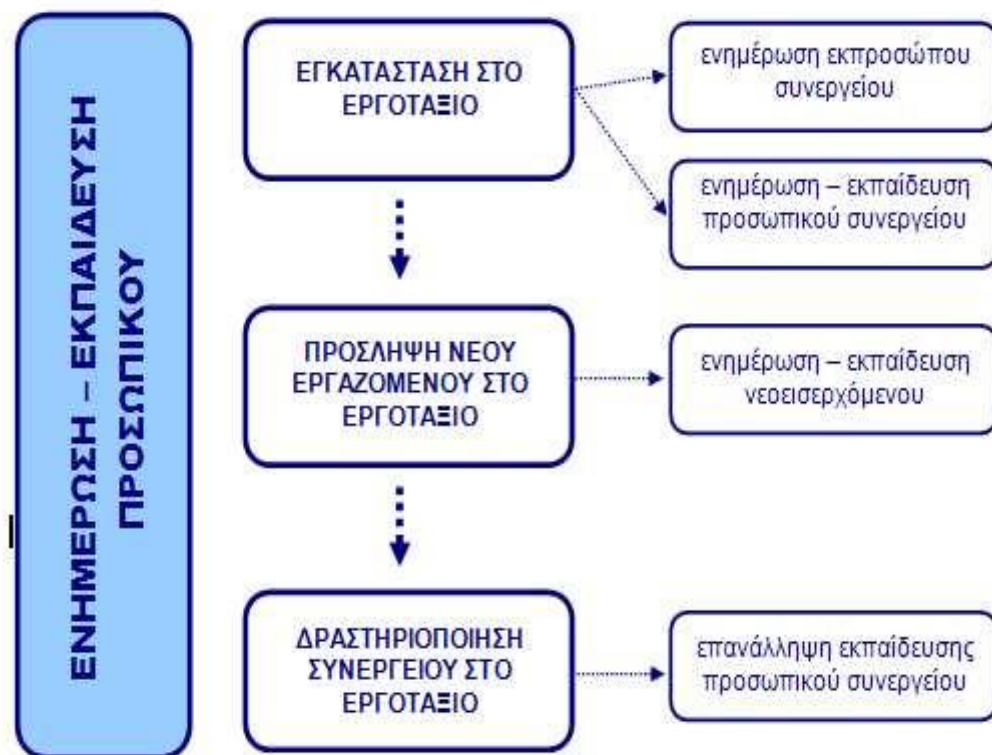 ΕΝΗΜΕΡΩΣΗ – ΕΚΠΑΙΔΕΥΣΗ
ΠΡΟΣΩΠΙΚΟΥ
ΕΓΚΑΤΑΣΤΑΣΗ ΣΤΟ
ΕΡΓΟΤΑΞΙΟ
ενημέρωση εκπροσώπου
συνεργείου
ενημέρωση – εκπαίδευση
προσωπικού συνεργείου
ΠΡΟΣΛΗΨΗ ΝΕΟΥ
ΕΡΓΑΖΟΜΕΝΟΥ ΣΤΟ
ΕΡΓΟΤΑΞΙΟ
ενημέρωση – εκπαίδευση
νεοεισερχόμενου
ΔΡΑΣΤΗΡΙΟΠΟΙΗΣΗ
ΣΥΝΕΡΓΕΙΟΥ ΣΤΟ
ΕΡΓΟΤΑΞΙΟ
επανάλληψη εκπαίδευσης
προσωπικού συνεργείου